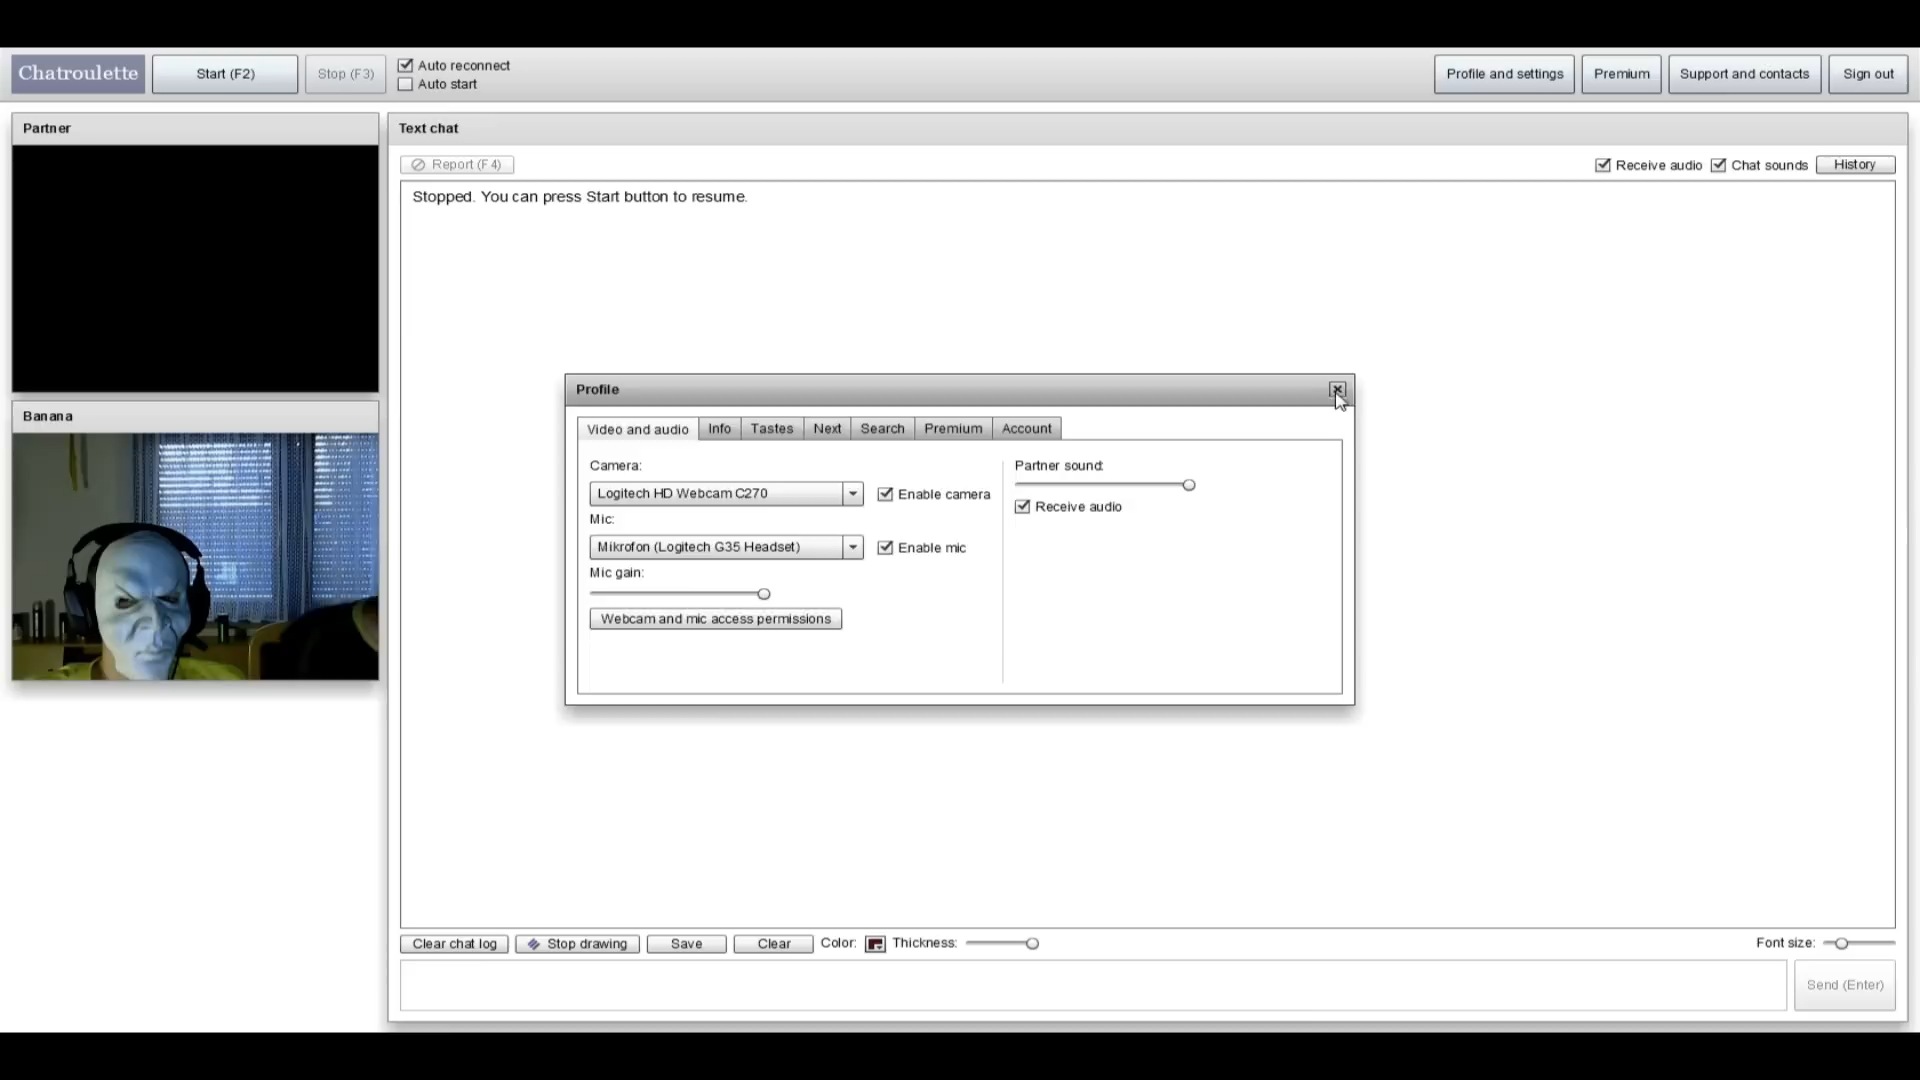 Chatroulette
Start (F2)
Stop (F3)
Auto reconnect
Auto start
Profile and settings
Premium
Support and contacts
Sign out
Partner
Text chat
Report (F4)
Receive audio
Chat sounds
History
Stopped. You can press Start button to resume.
Banana
Profile
Video and audio
Info
Tastes
Next
Search
Premium
Account
Camera:
Logitech HD Webcam C270
Enable camera
Mic:
Mikrofon (Logitech G35 Headset)
Enable mic
Mic gain:
Webcam and mic access permissions
Partner sound:
Receive audio
Clear chat log
Stop drawing
Save
Clear
Color:
Thickness:
Font size:
Send (Enter)